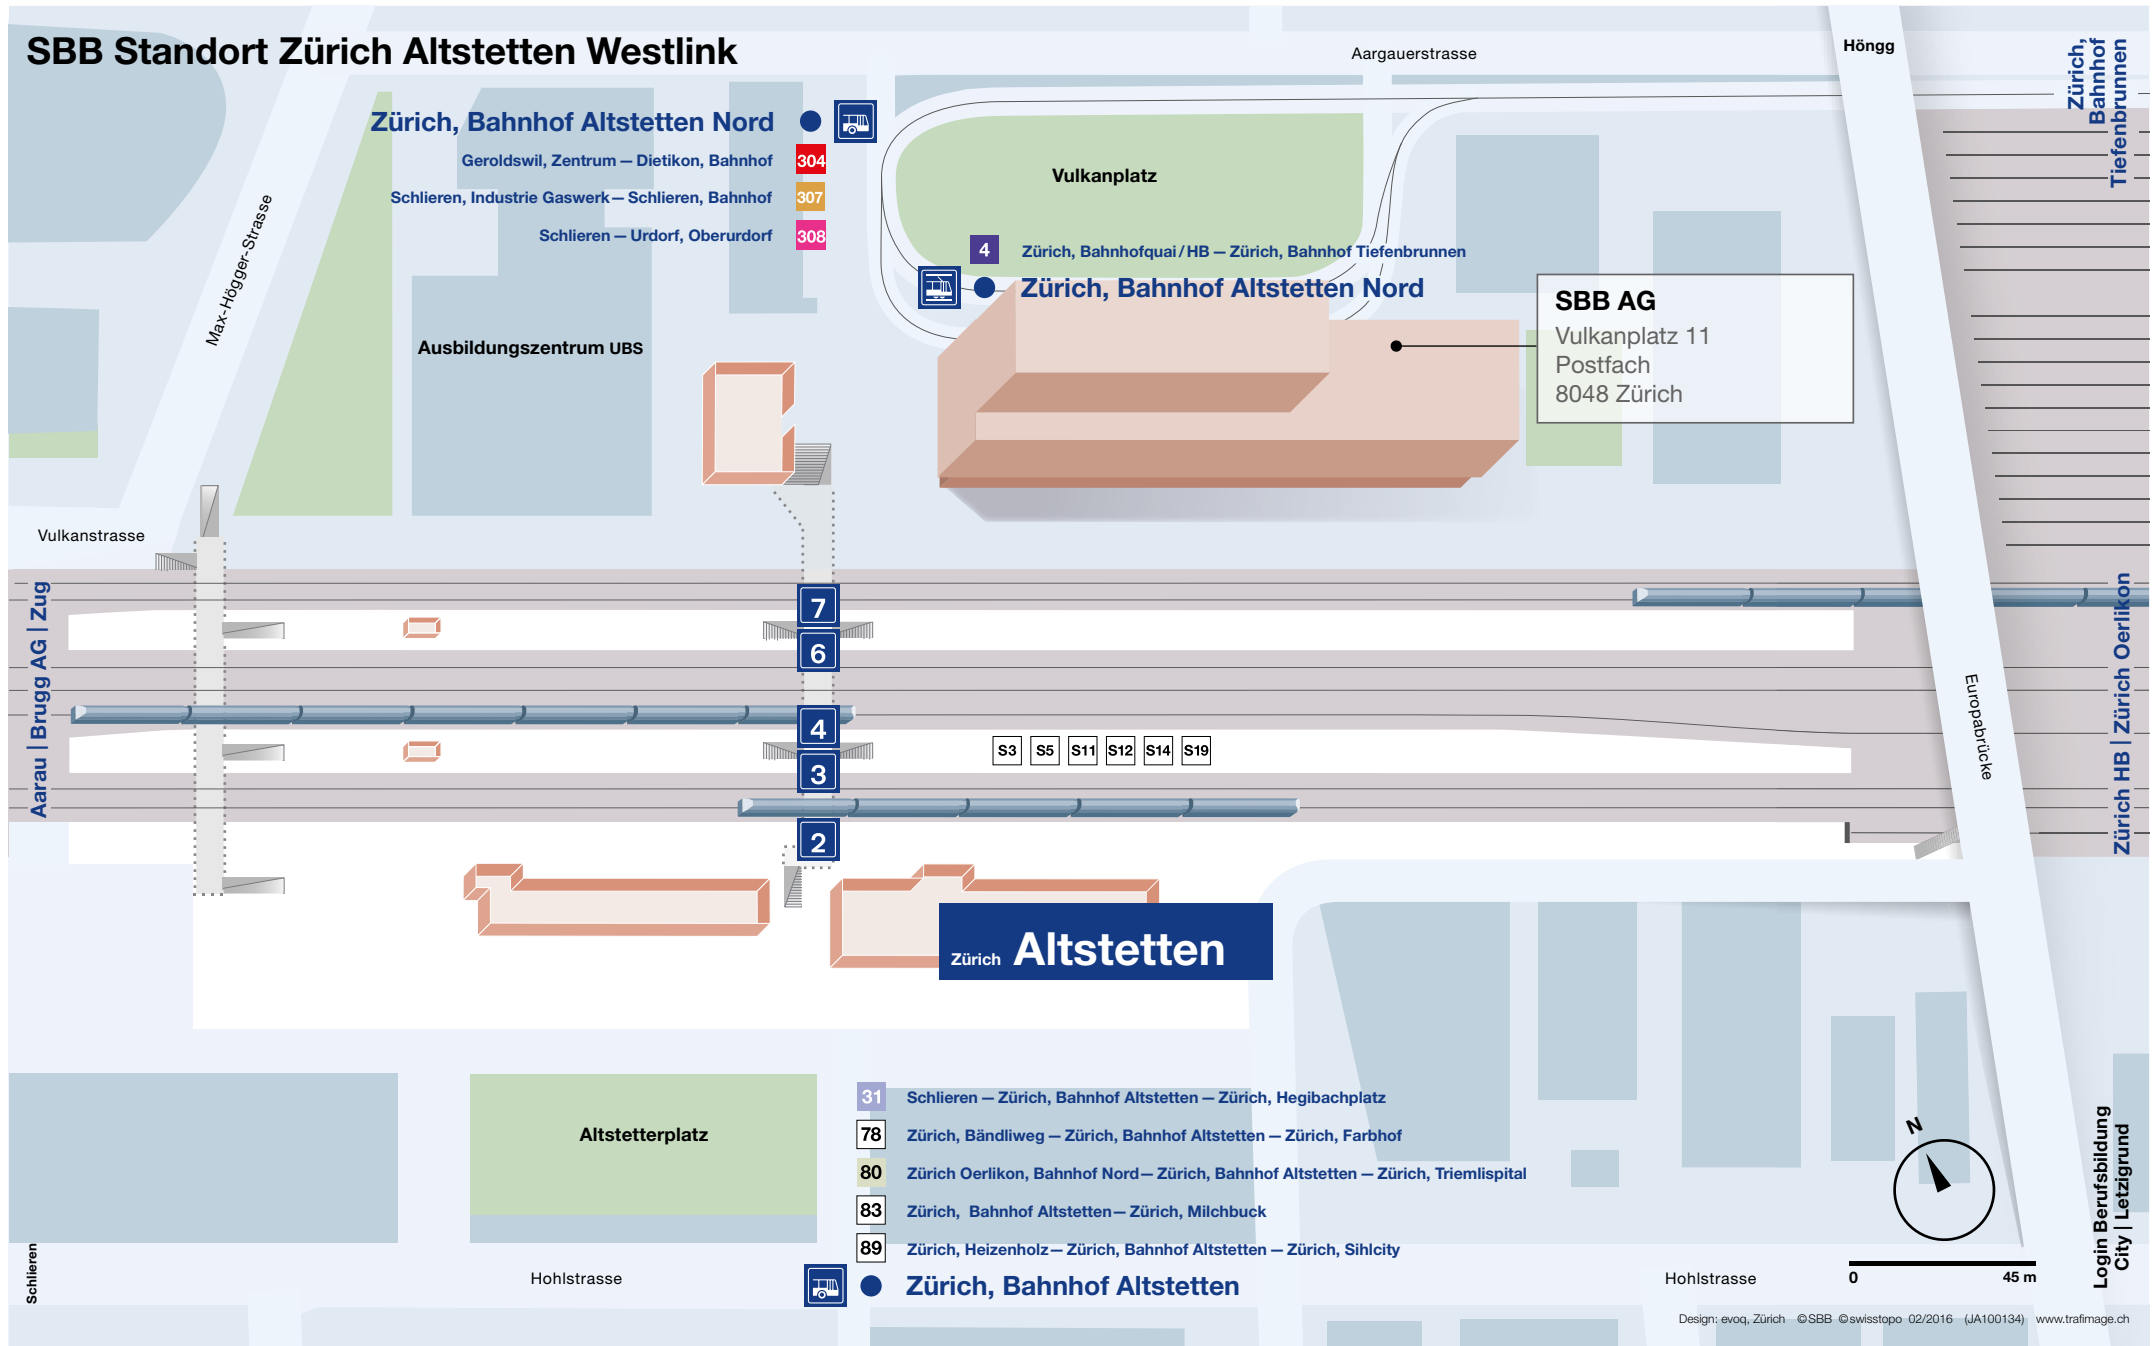 SBB Standort Zürich Altstetten Westlink
Aargauerstrasse
Höngg
Zürich,
Bahnhof
Tiefenbrunnen
Zürich, Bahnhof Altstetten Nord
Geroldswil, Zentrum – Dietikon, Bahnhof 304
Schlieren, Industrie Gaswerk – Schlieren, Bahnhof 307
Schlieren – Urdorf, Oberurdorf 308
Vulkanplatz
4 Zürich, Bahnhofquai / HB – Zürich, Bahnhof Tiefenbrunnen
Zürich, Bahnhof Altstetten Nord
SBB AG
Vulkanplatz 11
Postfach
8048 Zürich
Max-Högger-Strasse
Ausbildungszentrum UBS
Vulkanstrasse
Aarau | Brugg AG | Zug
7
6
4
3
2
S3 S5 S11 S12 S14 S19
Europabrücke
Zürich HB | Zürich Oerlikon
Zürich Altstetten
Altstetterplatz
31 Schlieren – Zürich, Bahnhof Altstetten – Zürich, Hegibachplatz
78 Zürich, Bändliweg – Zürich, Bahnhof Altstetten – Zürich, Farbhof
80 Zürich Oerlikon, Bahnhof Nord – Zürich, Bahnhof Altstetten – Zürich, Triemlispital
83 Zürich, Bahnhof Altstetten – Zürich, Milchbuck
89 Zürich, Heizenholz – Zürich, Bahnhof Altstetten – Zürich, Sihlcity
Zürich, Bahnhof Altstetten
Schlieren
Hohlstrasse
Hohlstrasse
N
0 45 m
Login Berufsbildung
City | Letzigrund
Design: evoq, Zürich © SBB © swisstopo 02/2016 (JA100134) www.trafimage.ch